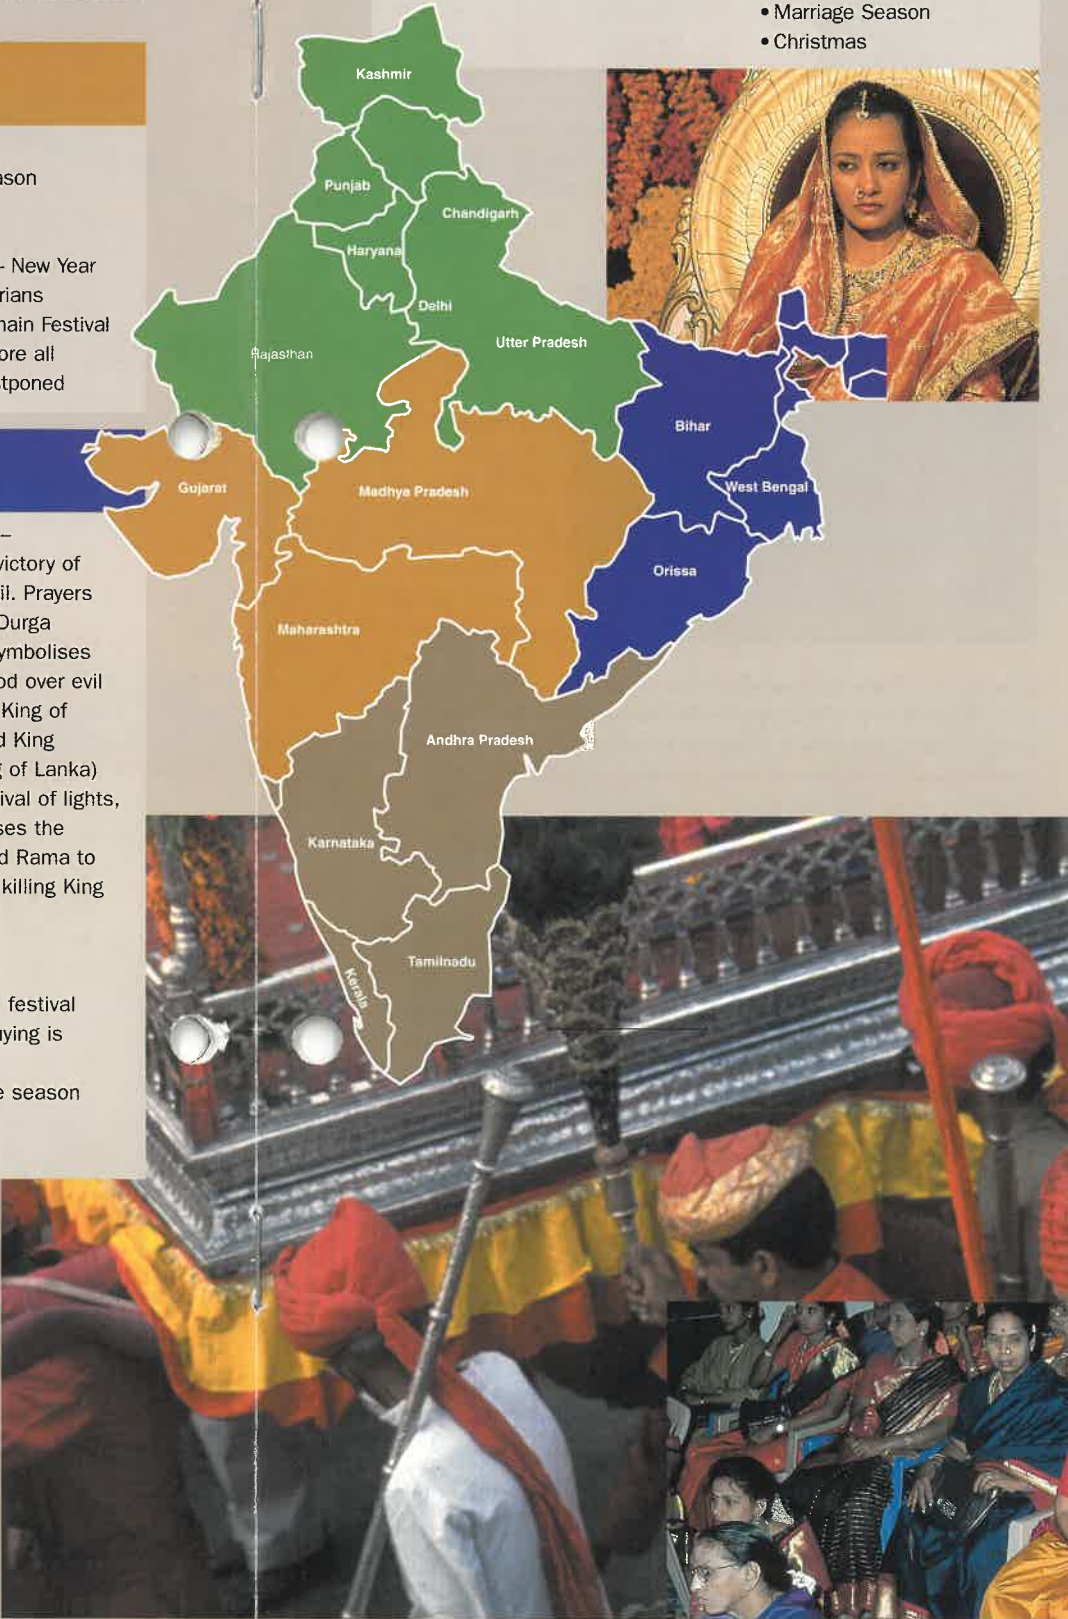 • Marriage Season
• Christmas
ason
- New Year
rians
nain Festival
ore all
stponed
–
victory of
il. Prayers
Durga
ymbolises
od over evil
King of
d King
g of Lanka)
ival of lights,
ses the
d Rama to
killing King
festival
ying is
e season
Kashmir
Punjab
Chandigarh
Haryana
Delhi
Rajasthan
Utter Pradesh
Bihar
West Bengal
Gujarat
Madhya Pradesh
Orissa
Maharashtra
Andhra Pradesh
Karnataka
Tamilnadu
Kerala